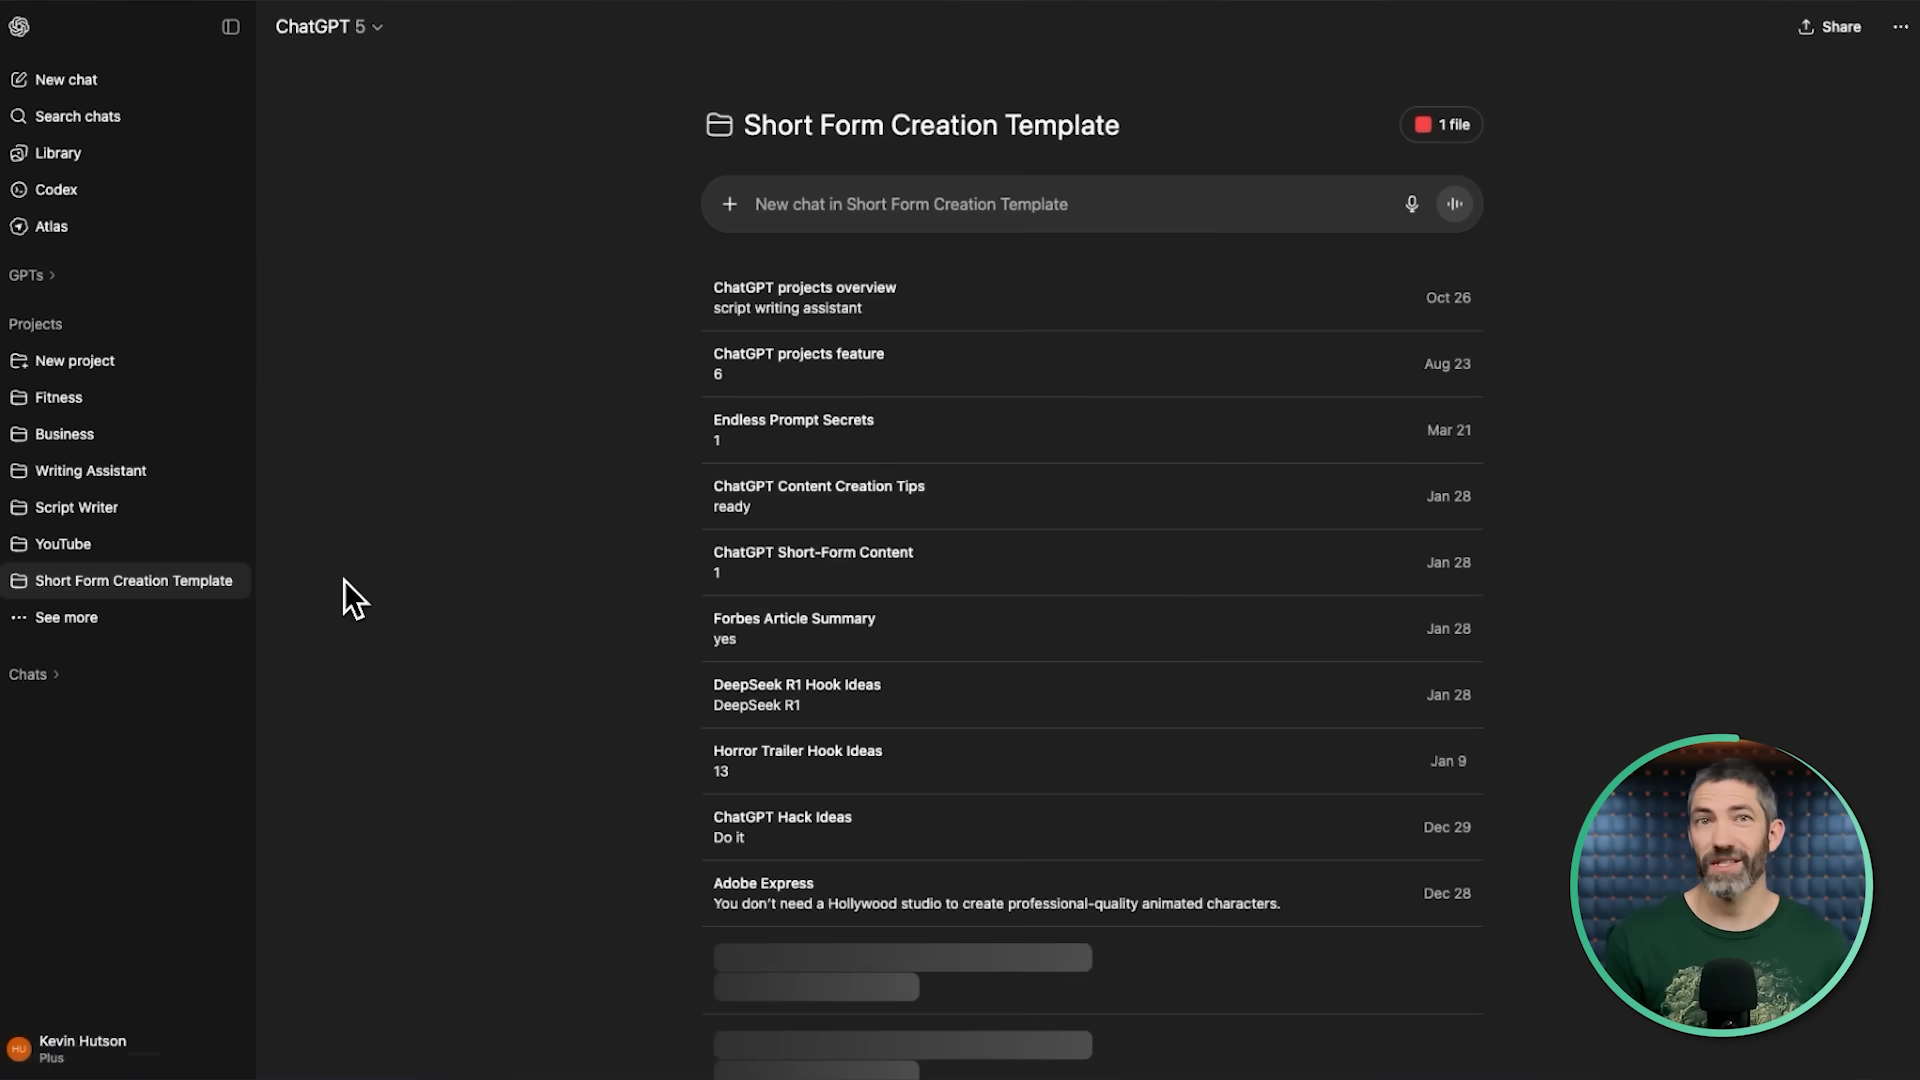 ChatGPT 5
Share
New chat
Search chats
Library
Codex
Atlas
GPTs
Projects
New project
Fitness
Business
Writing Assistant
Script Writer
YouTube
Short Form Creation Template
See more
Chats
HU
Kevin Hutson
Plus
Short Form Creation Template
1 file
New chat in Short Form Creation Template
ChatGPT projects overview
script writing assistant
Oct 26
ChatGPT projects feature
6
Aug 23
Endless Prompt Secrets
1
Mar 21
ChatGPT Content Creation Tips
ready
Jan 28
ChatGPT Short-Form Content
1
Jan 28
Forbes Article Summary
yes
Jan 28
DeepSeek R1 Hook Ideas
DeepSeek R1
Jan 28
Horror Trailer Hook Ideas
13
Jan 9
ChatGPT Hack Ideas
Do it
Dec 29
Adobe Express
You don't need a Hollywood studio to create professional-quality animated characters.
Dec 28